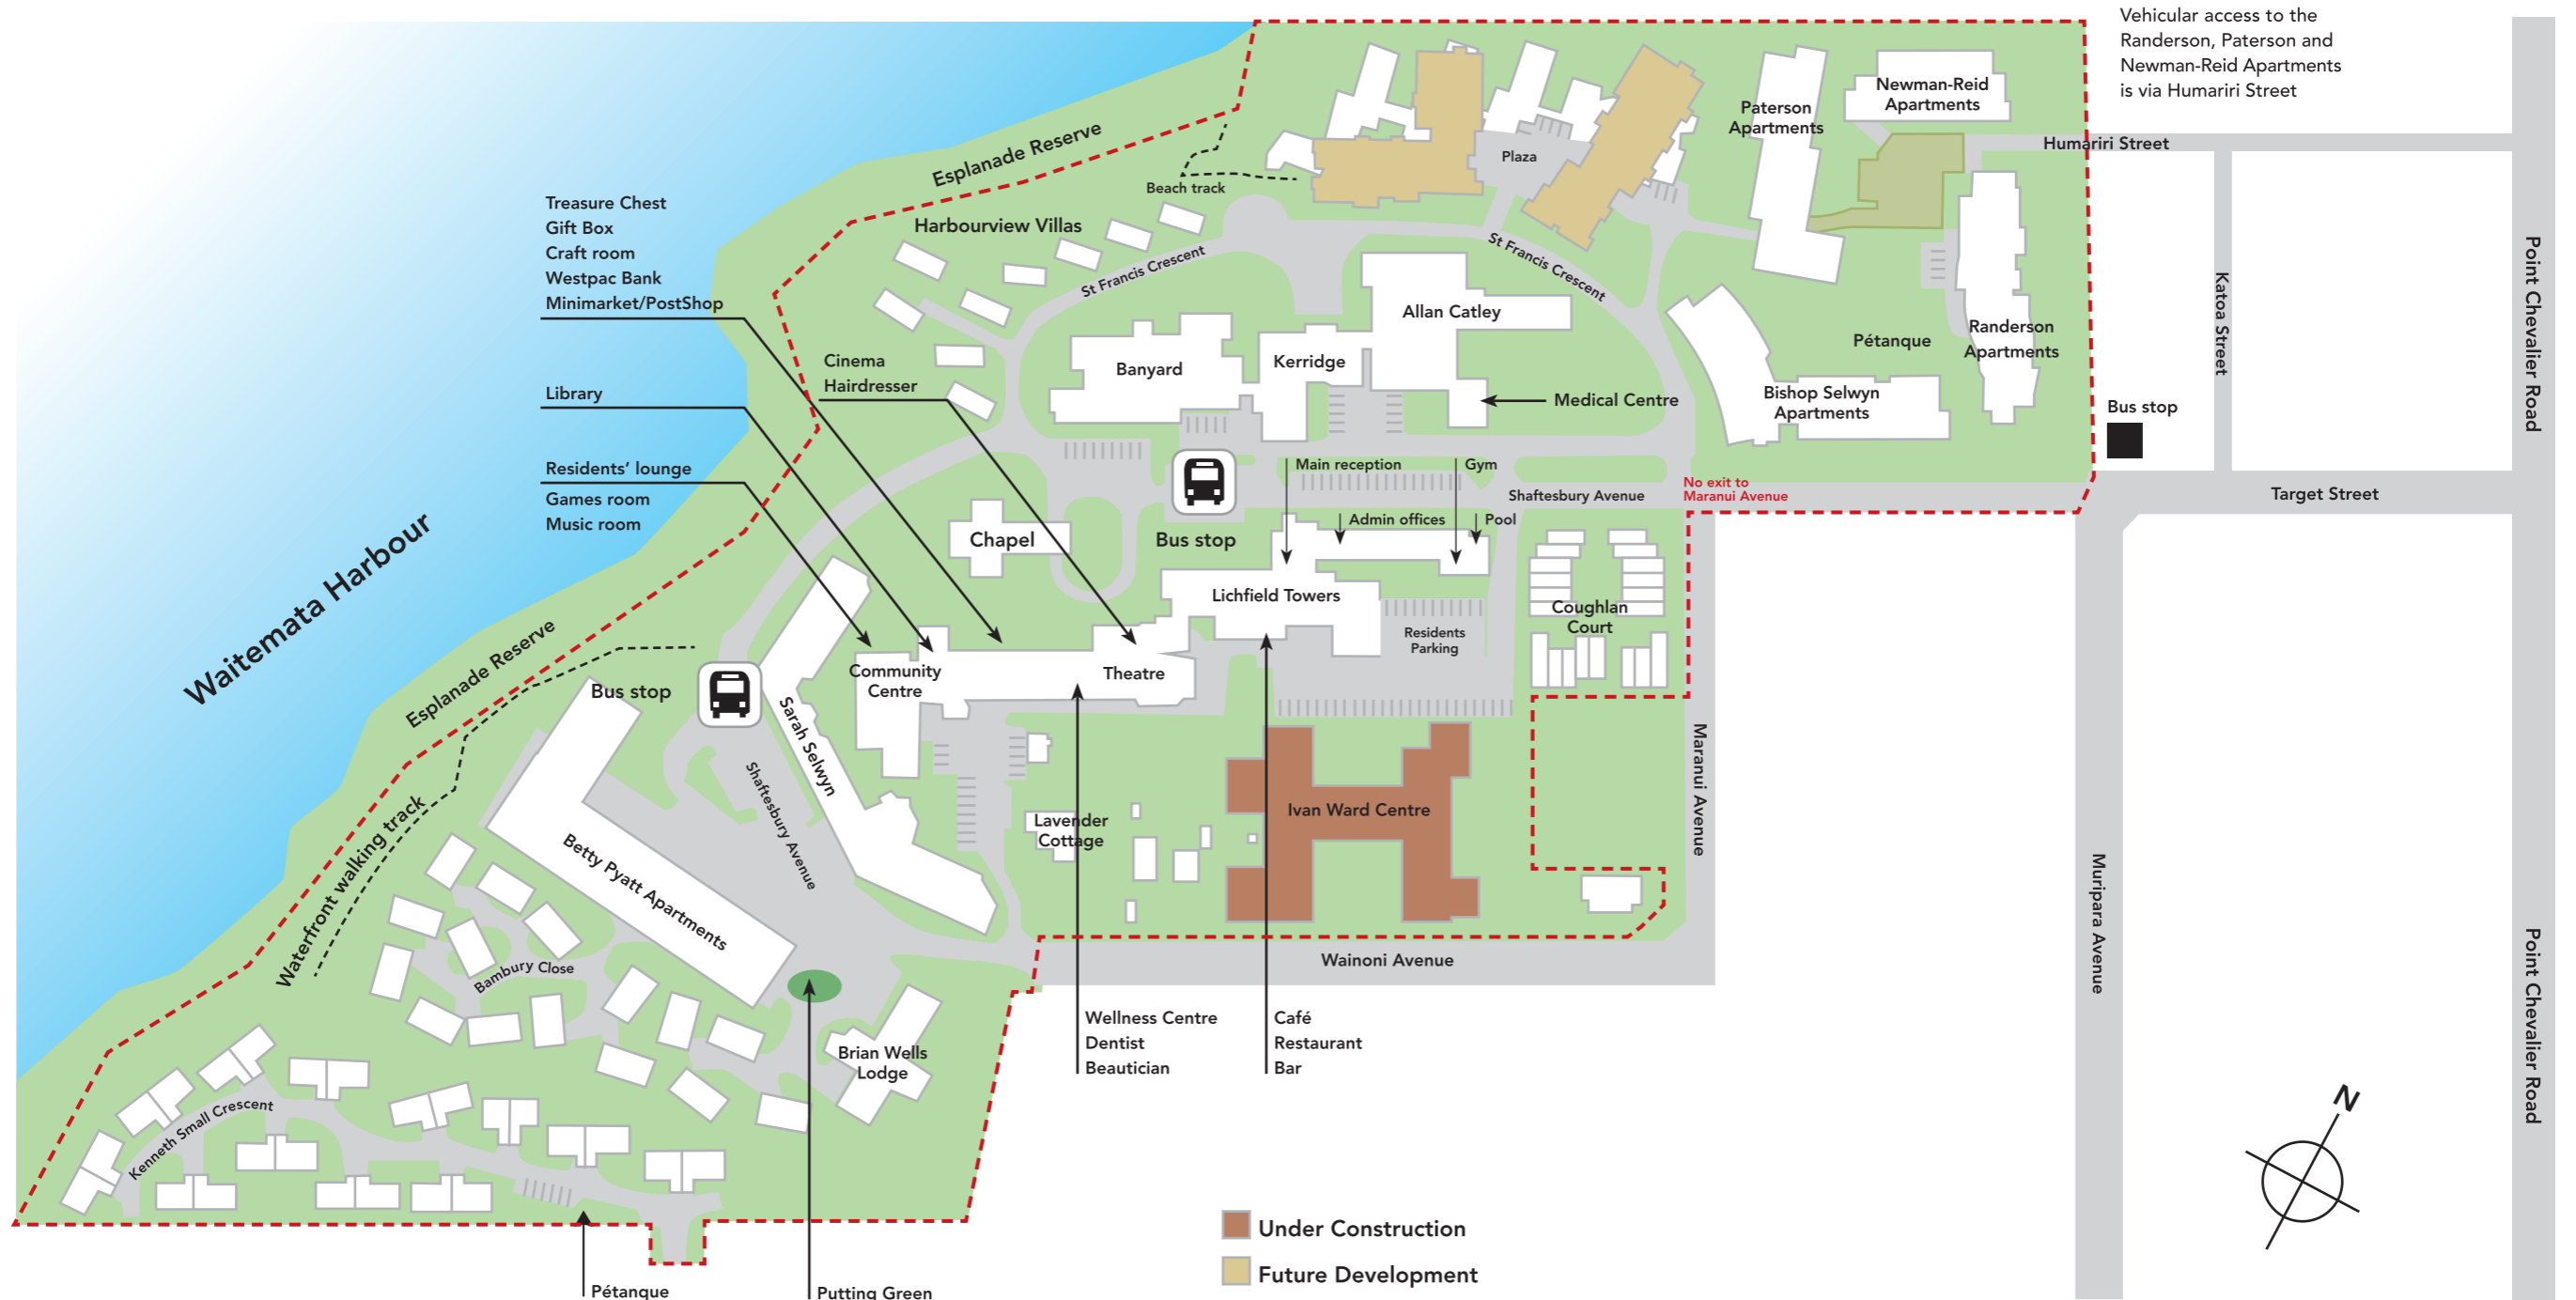 Vehicular access to the
Randerson, Paterson and
Newman-Reid Apartments
is via Humariri Street
Newman-Reid
Apartments
Paterson
Apartments
Humariri Street
Esplanade Reserve
Plaza
Beach track
Treasure Chest
Gift Box
Craft room
Westpac Bank
Minimarket/PostShop
Harbourview Villas
St Francis Crescent
St Francis Crescent
Allan Catley
Point Chevalier Road
Katoa Street
Randerson
Apartments
Pétanque
Banyard
Kerridge
Cinema
Hairdresser
Library
Medical Centre
Bishop Selwyn
Apartments
Bus stop
Residents' lounge
Games room
Music room
Main reception
Gym
Shaftesbury Avenue
No exit to
Maranui Avenue
Target Street
Admin offices
Pool
Chapel
Bus stop
Waitemata Harbour
Lichfield Towers
Coughlan
Court
Residents
Parking
Esplanade Reserve
Community
Centre
Theatre
Bus stop
Sarah Selwyn
Shaftesbury Avenue
Maranui Avenue
Ivan Ward Centre
Lavender
Cottage
Waterfront walking track
Betty Pyatt Apartments
Muripara Avenue
Point Chevalier Road
Bambury Close
Wainoni Avenue
Wellness Centre
Dentist
Beautician
Café
Restaurant
Bar
Brian Wells
Lodge
Kenneth Small Crescent
N
Under Construction
Future Development
Pétanque
Putting Green